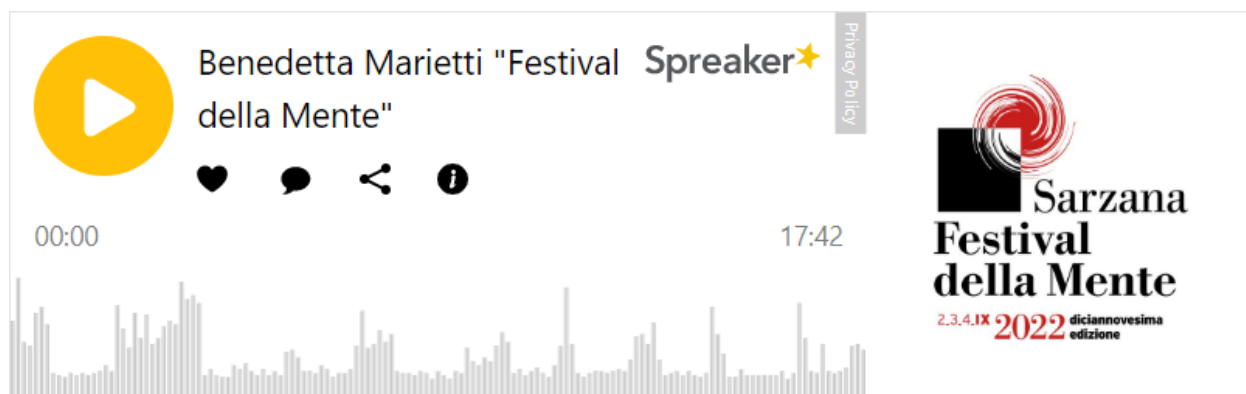 Benedetta Marietti "Festival
della Mente"
Spreaker
Privacy Policy
00:00
17:42
Sarzana
Festival
della Mente
2.3.4.IX 2022 diciannovesima
edizione